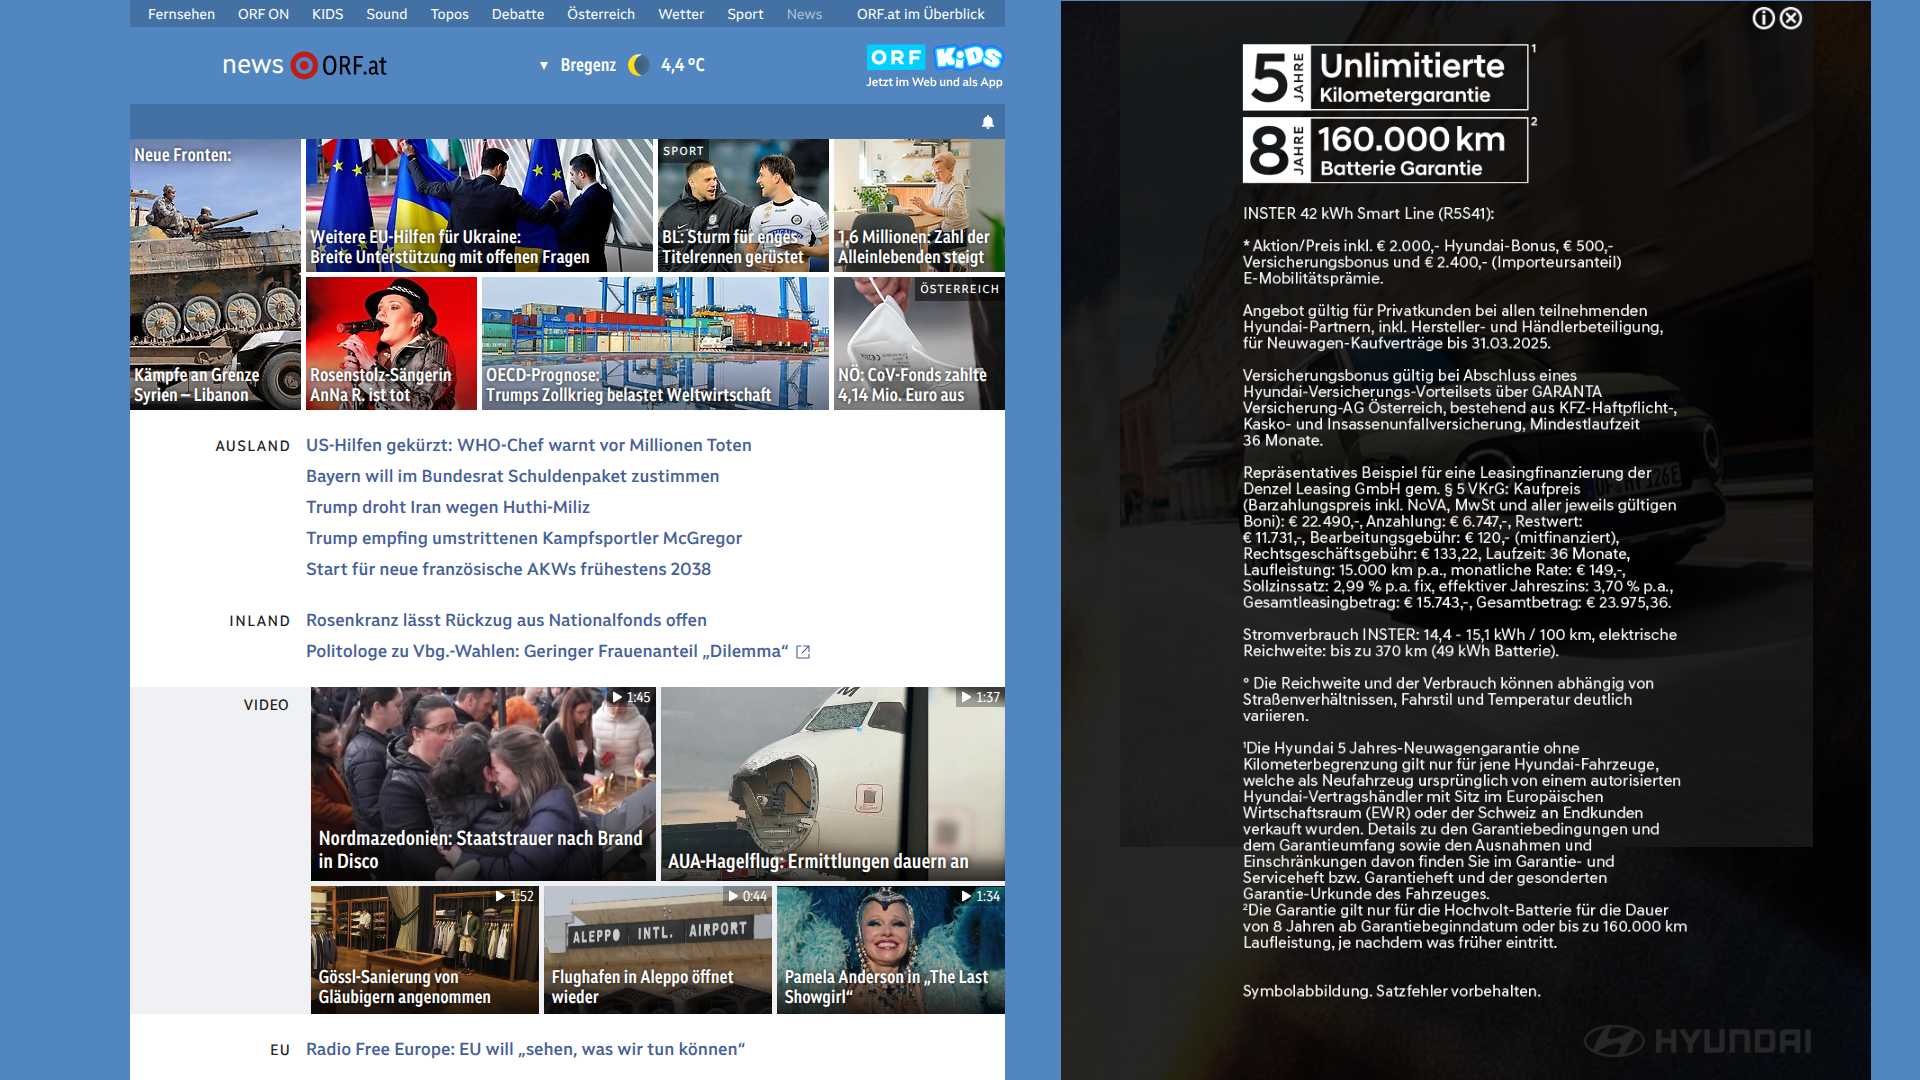 Fernsehen ORF ON KIDS Sound Topos Debatte Österreich Wetter Sport News ORF.at im Überblick
news ORF.at
▼ Bregenz 4,4 °C
ORF KiDS
Jetzt im Web und als App
Neue Fronten:
Kämpfe an Grenze
Syrien – Libanon
Weitere EU-Hilfen für Ukraine:
Breite Unterstützung mit offenen Fragen
SPORT
BL: Sturm für enges
Titelrennen gerüstet
1,6 Millionen: Zahl der
Alleinlebenden steigt
Rosenstolz-Sängerin
AnNa R. ist tot
OECD-Prognose:
Trumps Zollkrieg belastet Weltwirtschaft
ÖSTERREICH
NÖ: CoV-Fonds zahlte
4,14 Mio. Euro aus
AUSLAND
US-Hilfen gekürzt: WHO-Chef warnt vor Millionen Toten
Bayern will im Bundesrat Schuldenpaket zustimmen
Trump droht Iran wegen Huthi-Miliz
Trump empfing umstrittenen Kampfsportler McGregor
Start für neue französische AKWs frühestens 2038
INLAND
Rosenkranz lässt Rückzug aus Nationalfonds offen
Politologe zu Vbg.-Wahlen: Geringer Frauenanteil „Dilemma“
VIDEO
1:45
Nordmazedonien: Staatstrauer nach Brand
in Disco
1:37
AUA-Hagelflug: Ermittlungen dauern an
1:52
Gössl-Sanierung von
Gläubigern angenommen
0:44
ALEPPO INTL. AIRPORT
Flughafen in Aleppo öffnet
wieder
1:34
Pamela Anderson in „The Last
Showgirl“
EU
Radio Free Europe: EU will „sehen, was wir tun können“
5 JAHRE Unlimitierte Kilometergarantie 1
8 JAHRE 160.000 km Batterie Garantie 2
INSTER 42 kWh Smart Line (R5S41):
* Aktion/Preis inkl. € 2.000,- Hyundai-Bonus, € 500,-
Versicherungsbonus und € 2.400,- (Importeursanteil)
E-Mobilitätsprämie.
Angebot gültig für Privatkunden bei allen teilnehmenden
Hyundai-Partnern, inkl. Hersteller- und Händlerbeteiligung,
für Neuwagen-Kaufverträge bis 31.03.2025.
Versicherungsbonus gültig bei Abschluss eines
Hyundai-Versicherungs-Vorteilsets über GARANTA
Versicherung-AG Österreich, bestehend aus KFZ-Haftpflicht-,
Kasko- und Insassenunfallversicherung, Mindestlaufzeit
36 Monate.
Repräsentatives Beispiel für eine Leasingfinanzierung der
Denzel Leasing GmbH gem. § 5 VKrG: Kaufpreis
(Barzahlungspreis inkl. NoVA, MwSt und aller jeweils gültigen
Boni): € 22.490,-, Anzahlung: € 6.747,-, Restwert:
€ 11.731,-, Bearbeitungsgebühr: € 120,- (mitfinanziert),
Rechtsgeschäftsgebühr: € 133,22, Laufzeit: 36 Monate,
Laufleistung: 15.000 km p.a., monatliche Rate: € 149,-,
Sollzinssatz: 2,99 % p.a. fix, effektiver Jahreszins: 3,70 % p.a.,
Gesamtleasingbetrag: € 15.743,-, Gesamtbetrag: € 23.975,36.
Stromverbrauch INSTER: 14,4 - 15,1 kWh / 100 km, elektrische
Reichweite: bis zu 370 km (49 kWh Batterie).
° Die Reichweite und der Verbrauch können abhängig von
Straßenverhältnissen, Fahrstil und Temperatur deutlich
variieren.
¹Die Hyundai 5 Jahres-Neuwagengarantie ohne
Kilometerbegrenzung gilt nur für jene Hyundai-Fahrzeuge,
welche als Neufahrzeug ursprünglich von einem autorisierten
Hyundai-Vertragshändler mit Sitz im Europäischen
Wirtschaftsraum (EWR) oder der Schweiz an Endkunden
verkauft wurden. Details zu den Garantiebedingungen und
dem Garantieumfang sowie den Ausnahmen und
Einschränkungen davon finden Sie im Garantie- und
Serviceheft bzw. Garantieheft und der gesonderten
Garantie-Urkunde des Fahrzeuges.
²Die Garantie gilt nur für die Hochvolt-Batterie für die Dauer
von 8 Jahren ab Garantiebeginndatum oder bis zu 160.000 km
Laufleistung, je nachdem was früher eintritt.
Symbolabbildung. Satzfehler vorbehalten.
HYUNDAI